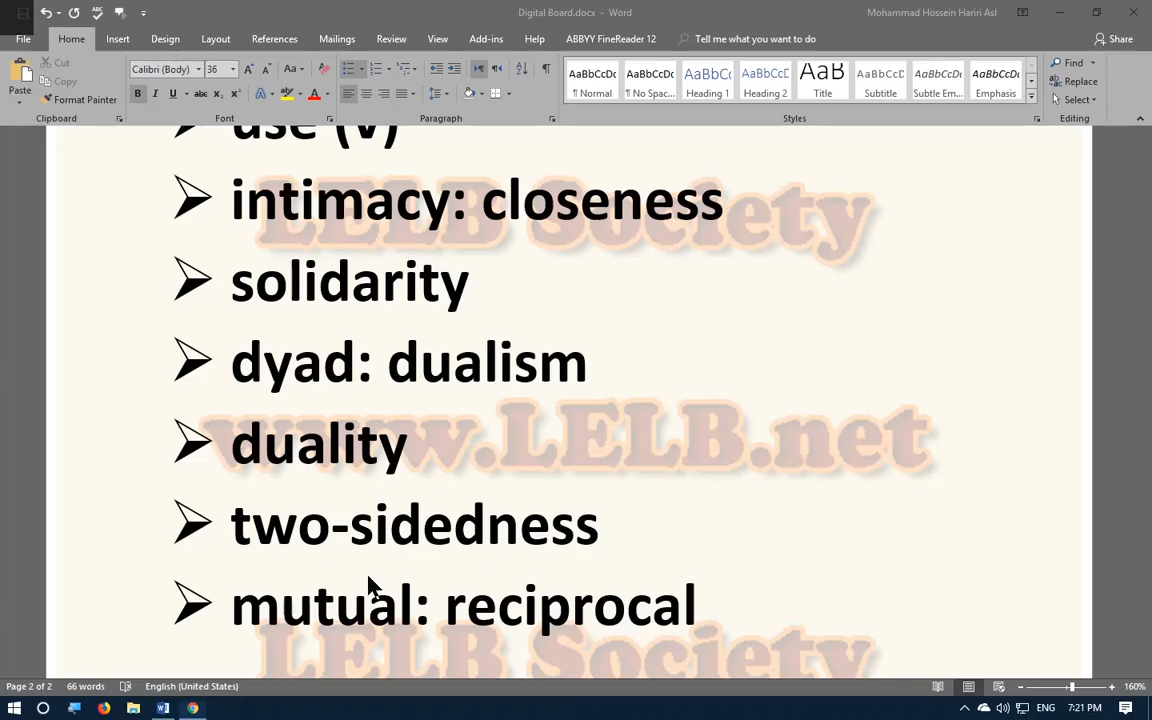 Digital Board.docx - Word
Mohammad Hossein Hariri Asl
File Home Insert Design Layout References Mailings Review View Add-ins Help ABBYY FineReader 12 Tell me what you want to do Share
Cut
Copy
Format Painter
Paste
Clipboard
Calibri (Body) 36
Font
Paragraph
AaBbCcDc AaBbCcDc AaBbCc AaBbCcD AaB AaBbCcD AaBbCcDc AaBbCcDc
¶ Normal ¶ No Spac... Heading 1 Heading 2 Title Subtitle Subtle Em... Emphasis
Styles
Find
Replace
Select
Editing
use (v)
intimacy: closeness
solidarity
dyad: dualism
duality
two-sidedness
mutual: reciprocal
LELB Society
www.LELB.net
LELB Society
Page 2 of 2 66 words English (United States) 160%
ENG 7:21 PM